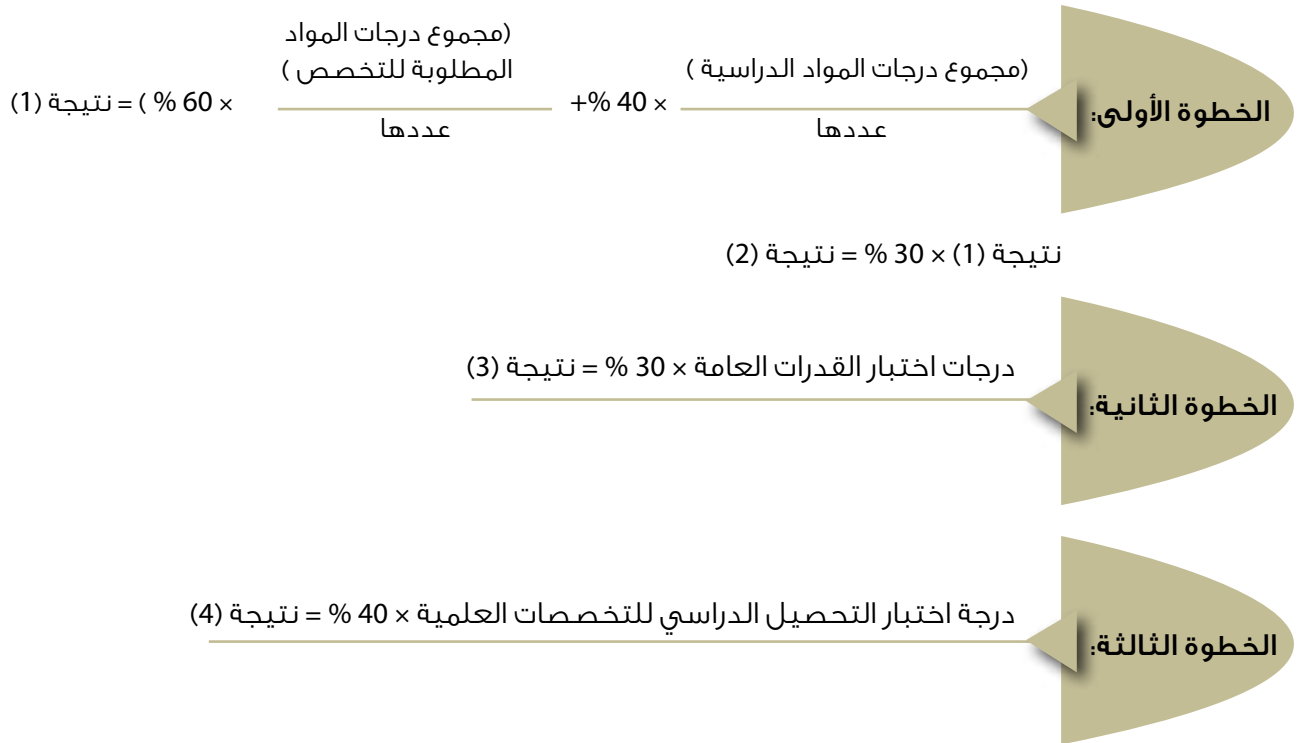 الخطوة الأولى:
(مجموع درجات المواد الدراسية )
عددها
× 40 %+
(مجموع درجات المواد
المطلوبة للتخصص )
عددها
× 60 % ) = نتيجة (1)
نتيجة (1) × 30 % = نتيجة (2)
الخطوة الثانية:
درجات اختبار القدرات العامة × 30 % = نتيجة (3)
الخطوة الثالثة:
درجة اختبار التحصيل الدراسي للتخصصات العلمية × 40 % = نتيجة (4)